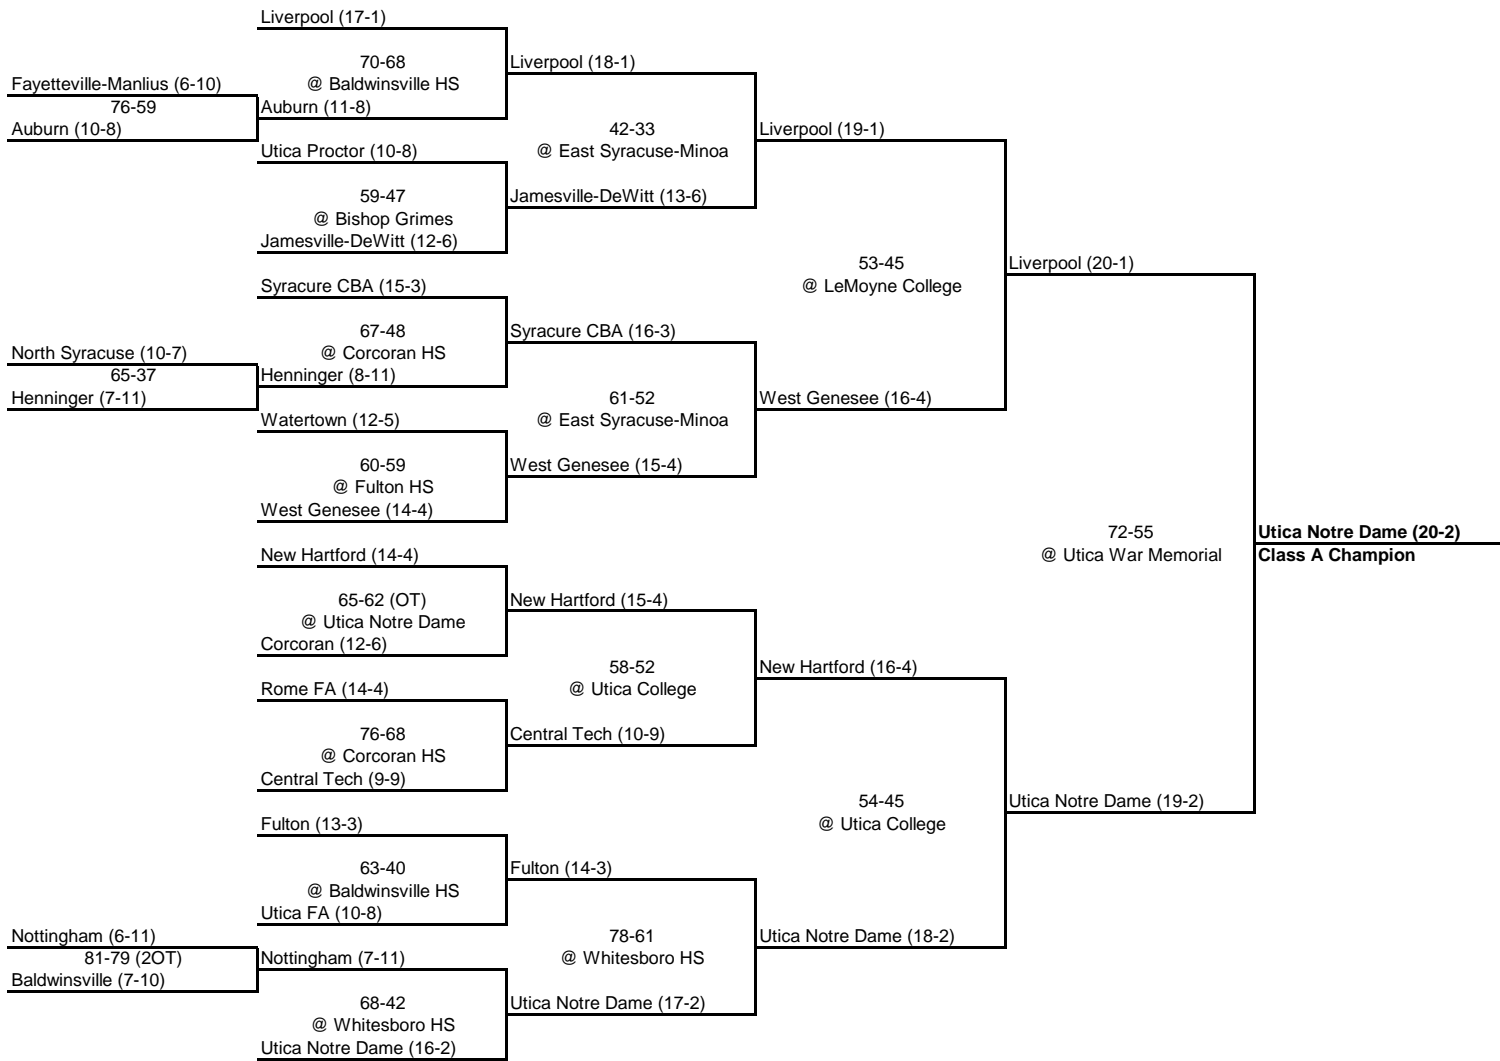 Liverpool (17-1)
70-68
@ Baldwinsville HS
Liverpool (18-1)
Fayetteville-Manlius (6-10)
76-59
Auburn (10-8)
Auburn (11-8)
42-33
@ East Syracuse-Minoa
Liverpool (19-1)
Utica Proctor (10-8)
59-47
@ Bishop Grimes
Jamesville-DeWitt (12-6)
Jamesville-DeWitt (13-6)
53-45
@ LeMoyne College
Liverpool (20-1)
Syracure CBA (15-3)
67-48
@ Corcoran HS
Syracure CBA (16-3)
North Syracuse (10-7)
65-37
Henninger (7-11)
Henninger (8-11)
61-52
@ East Syracuse-Minoa
West Genesee (16-4)
Watertown (12-5)
60-59
@ Fulton HS
West Genesee (14-4)
West Genesee (15-4)
72-55
@ Utica War Memorial
Utica Notre Dame (20-2)
Class A Champion
New Hartford (14-4)
65-62 (OT)
@ Utica Notre Dame
Corcoran (12-6)
New Hartford (15-4)
58-52
@ Utica College
New Hartford (16-4)
Rome FA (14-4)
76-68
@ Corcoran HS
Central Tech (9-9)
Central Tech (10-9)
54-45
@ Utica College
Utica Notre Dame (19-2)
Fulton (13-3)
63-40
@ Baldwinsville HS
Utica FA (10-8)
Fulton (14-3)
78-61
@ Whitesboro HS
Utica Notre Dame (18-2)
Nottingham (6-11)
81-79 (2OT)
Baldwinsville (7-10)
Nottingham (7-11)
68-42
@ Whitesboro HS
Utica Notre Dame (16-2)
Utica Notre Dame (17-2)